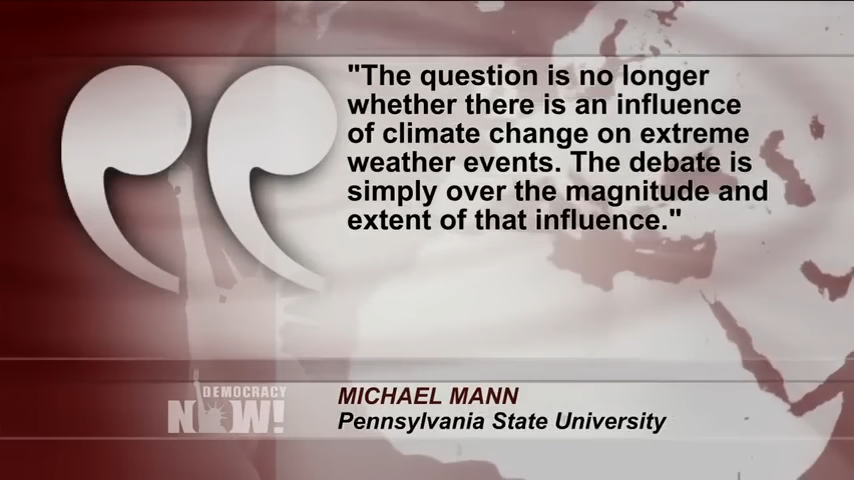 "The question is no longer
whether there is an influence
of climate change on extreme
weather events. The debate is
simply over the magnitude and
extent of that influence."
MICHAEL MANN
Pennsylvania State University
DEMOCRACY
NOW!